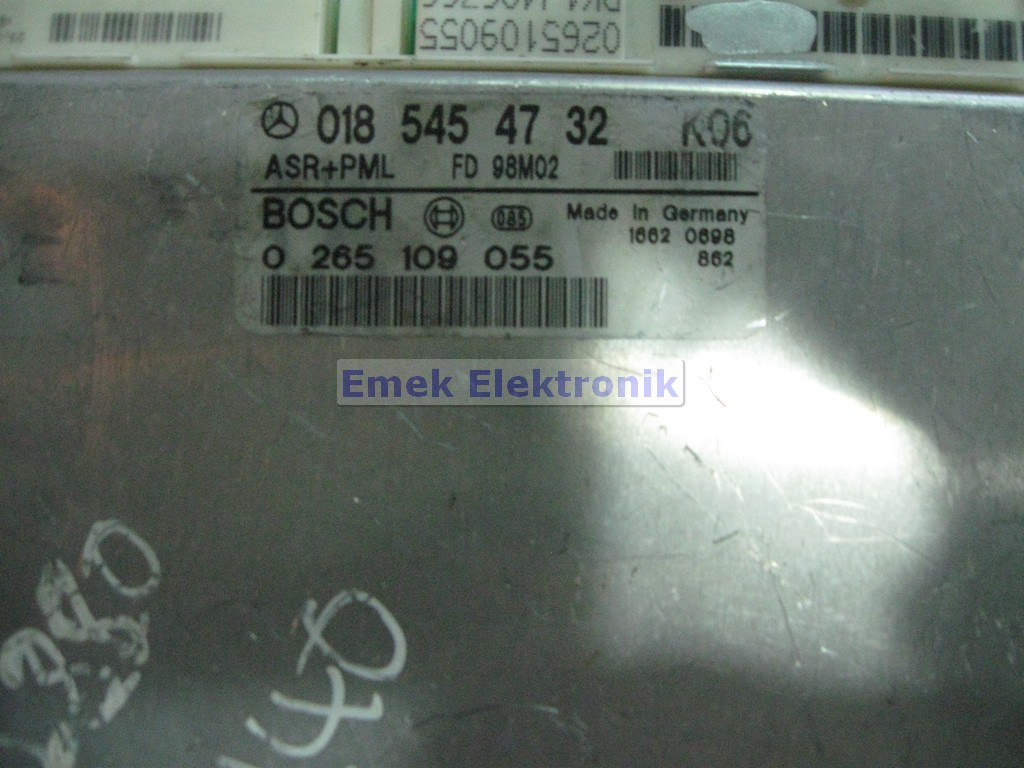 0265109055
018 545 47 32 K06
ASR+PML FD 98M02
BOSCH 085 Made in Germany
1662 0698
0 265 109 055 862
Emek Elektronik